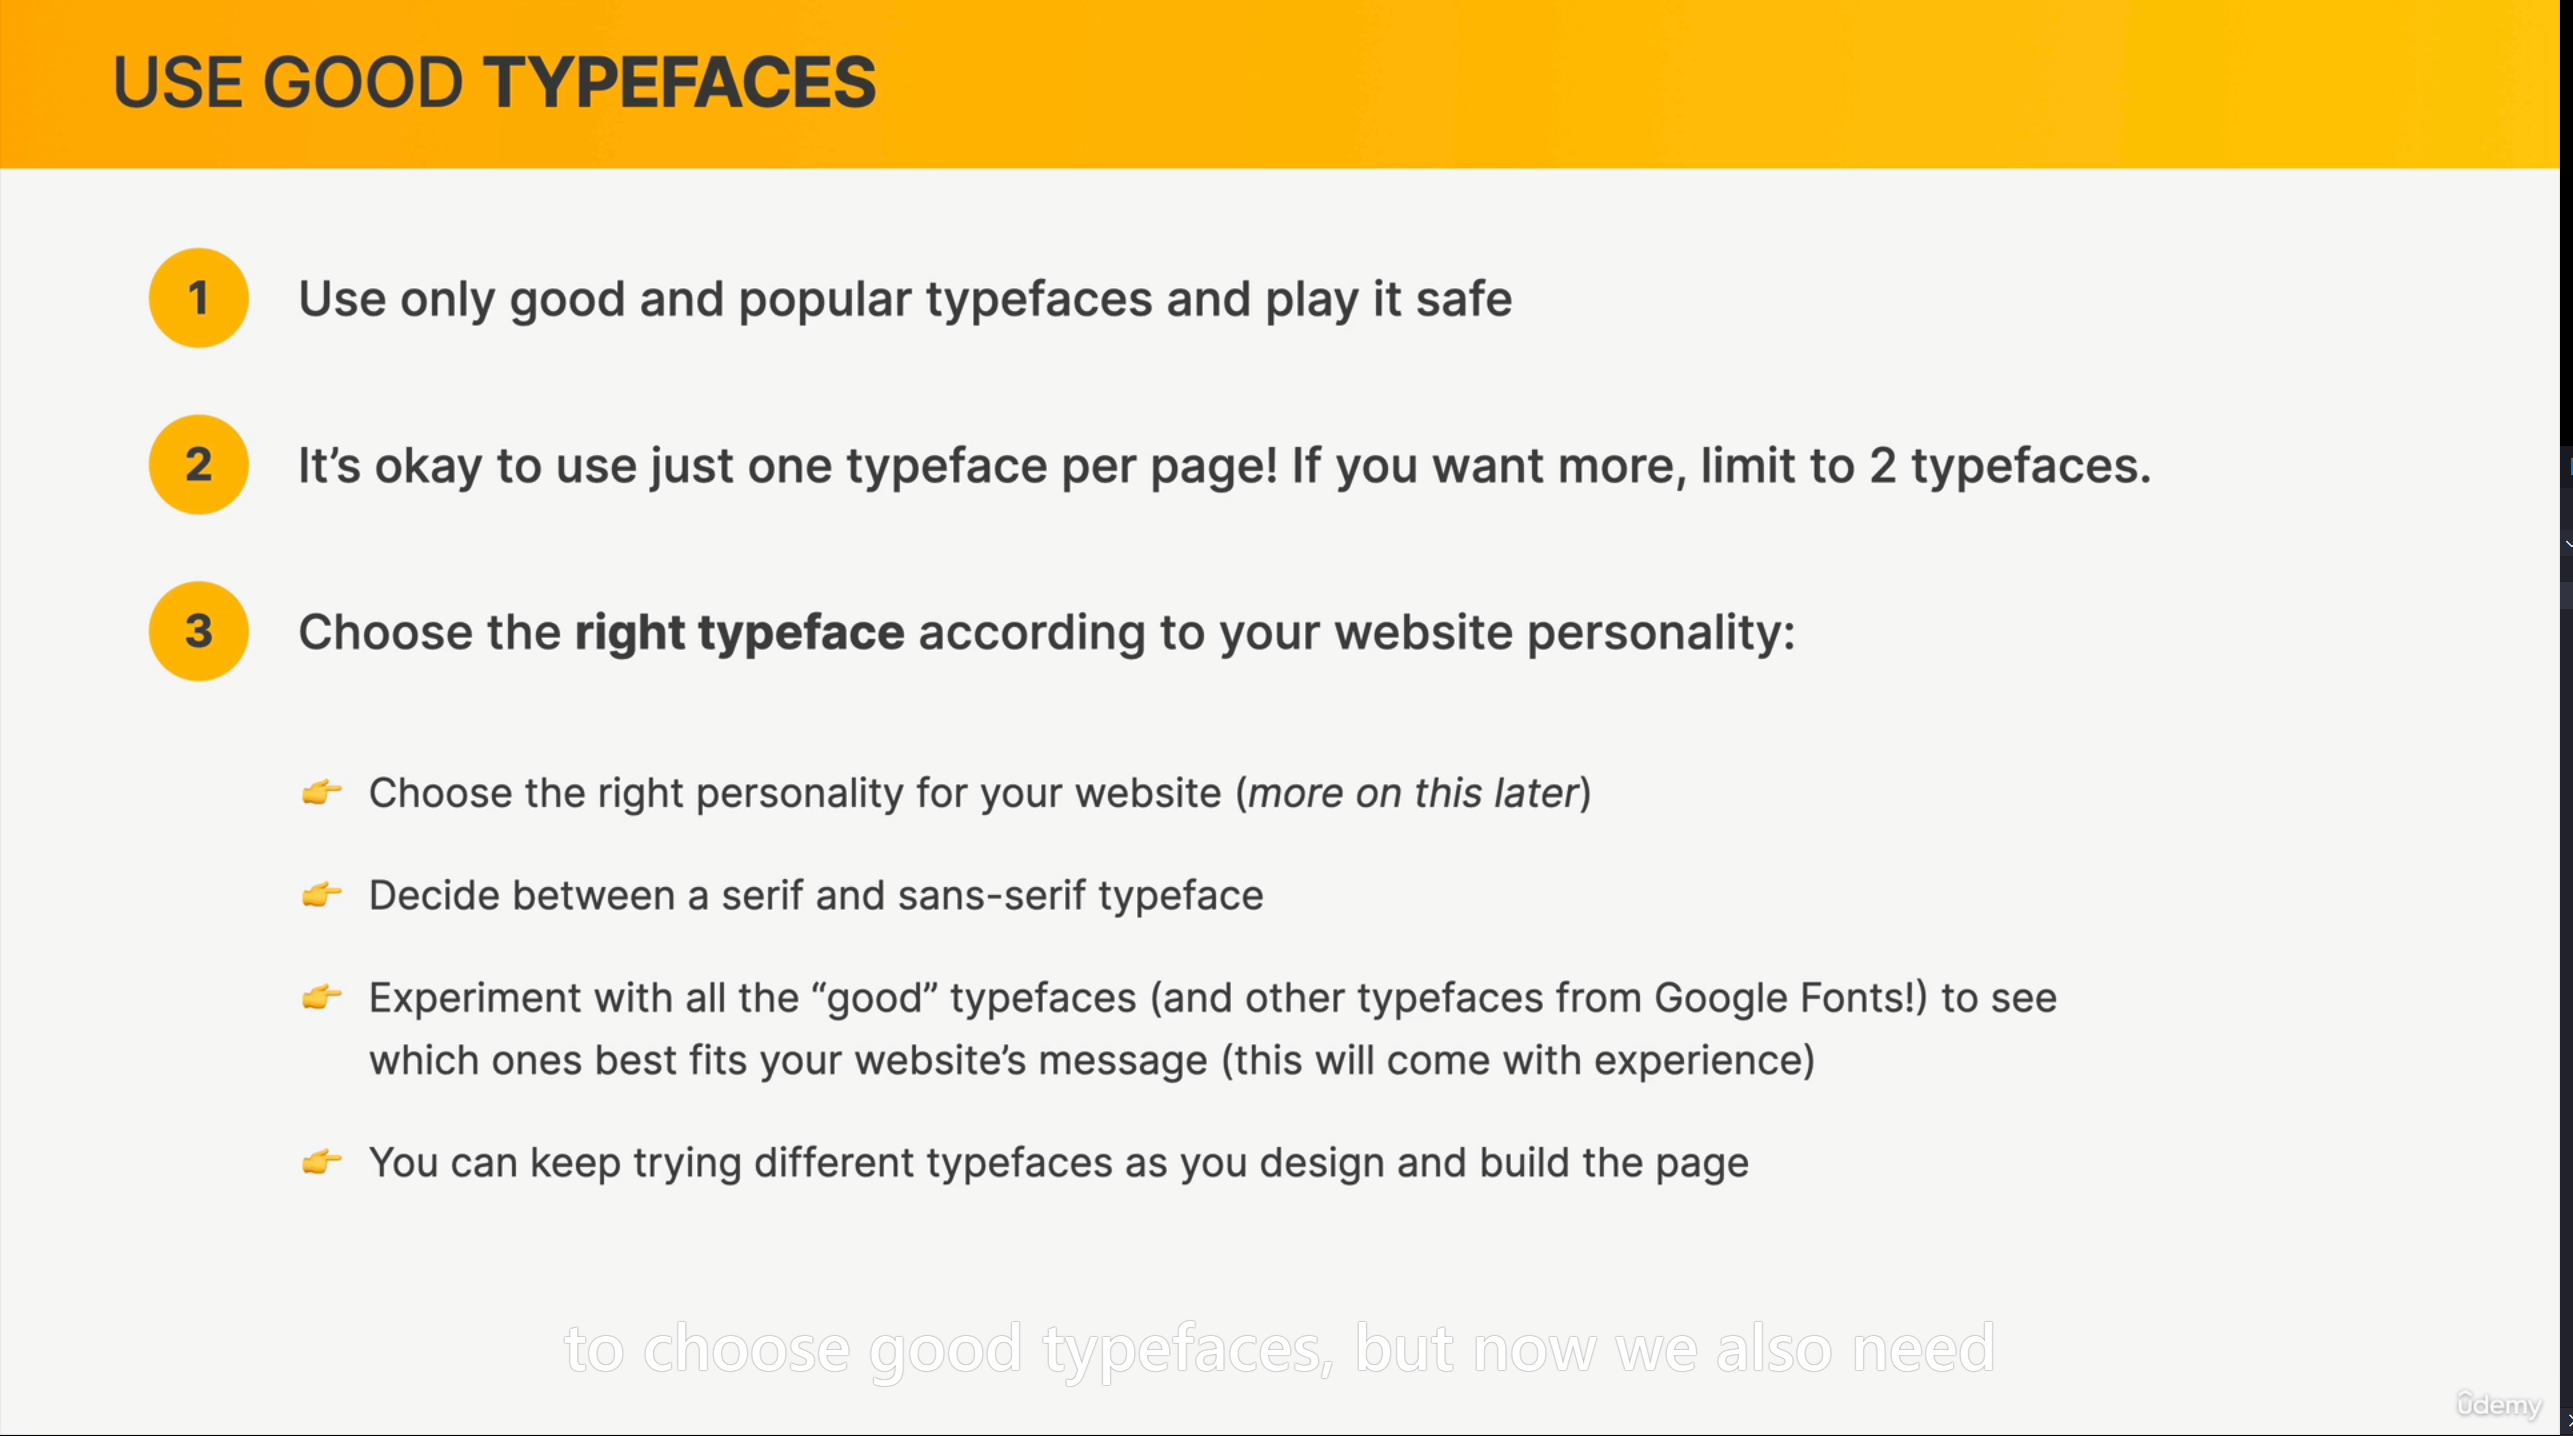 USE GOOD TYPEFACES
1 Use only good and popular typefaces and play it safe
2 It’s okay to use just one typeface per page! If you want more, limit to 2 typefaces.
3 Choose the right typeface according to your website personality:
👉 Choose the right personality for your website (more on this later)
👉 Decide between a serif and sans-serif typeface
👉 Experiment with all the “good” typefaces (and other typefaces from Google Fonts!) to see
which ones best fits your website’s message (this will come with experience)
👉 You can keep trying different typefaces as you design and build the page
to choose good typefaces, but now we also need
ûdemy